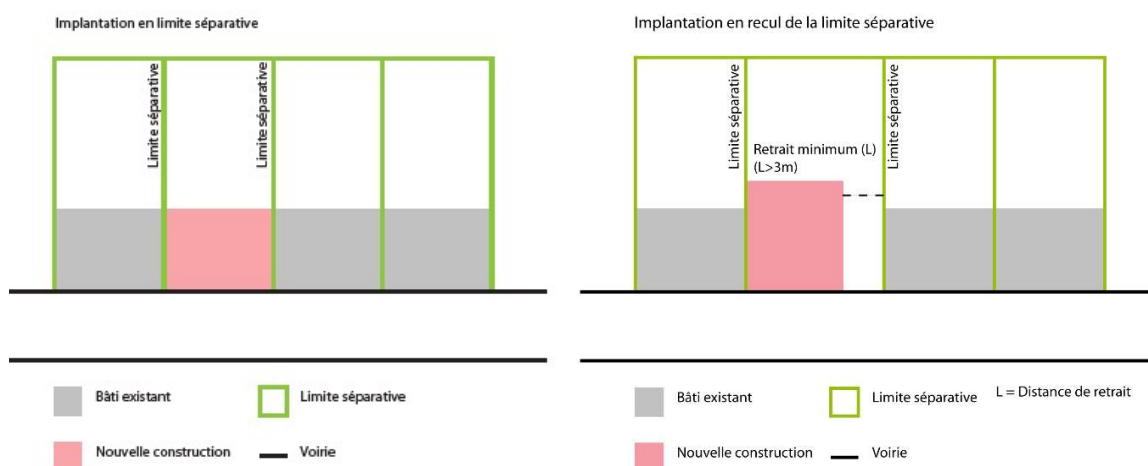 Implantation en limite séparative
Limite séparative
Limite séparative
Bâti existant
Limite séparative
Nouvelle construction
Voirie
Implantation en recul de la limite séparative
Limite séparative
Retrait minimum (L)
(L>3m)
Limite séparative
Bâti existant
Limite séparative
L = Distance de retrait
Nouvelle construction
Voirie